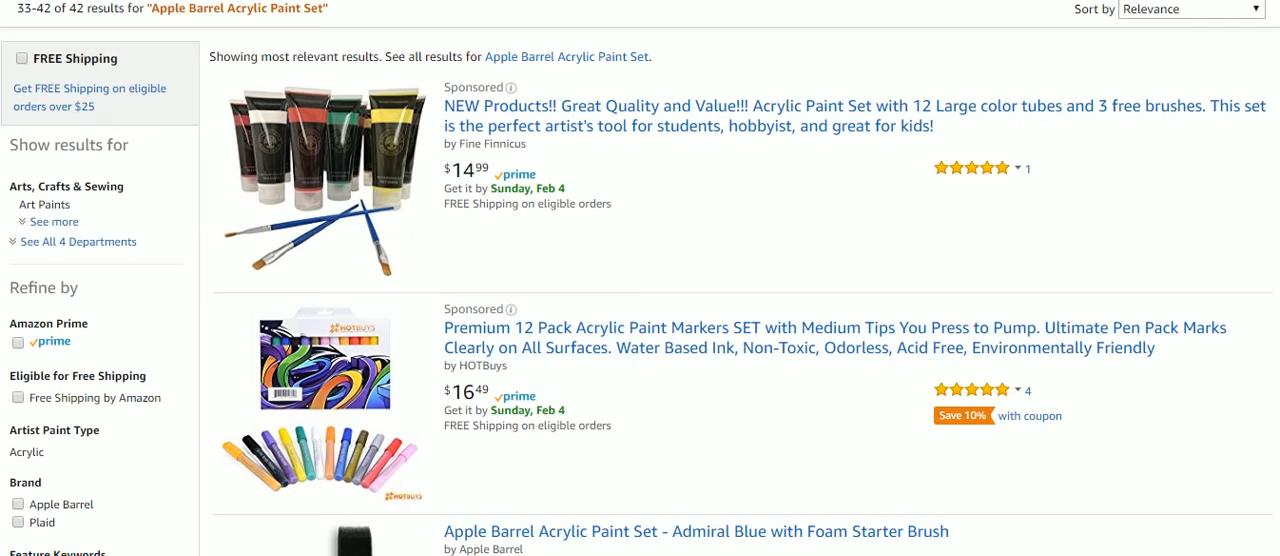 33-42 of 42 results for "Apple Barrel Acrylic Paint Set"
Sort by Relevance
FREE Shipping
Get FREE Shipping on eligible
orders over $25
Show results for
Arts, Crafts & Sewing
Art Paints
See more
See All 4 Departments
Refine by
Amazon Prime
prime
Eligible for Free Shipping
Free Shipping by Amazon
Artist Paint Type
Acrylic
Brand
Apple Barrel
Plaid
Feature Keywords
Showing most relevant results. See all results for Apple Barrel Acrylic Paint Set.
Sponsored
NEW Products!! Great Quality and Value!!! Acrylic Paint Set with 12 Large color tubes and 3 free brushes. This set
is the perfect artist's tool for students, hobbyist, and great for kids!
by Fine Finnicus
$14 99 prime
1
Get it by Sunday, Feb 4
FREE Shipping on eligible orders
HOTBUYS
HOTBUYS
Sponsored
Premium 12 Pack Acrylic Paint Markers SET with Medium Tips You Press to Pump. Ultimate Pen Pack Marks
Clearly on All Surfaces. Water Based Ink, Non-Toxic, Odorless, Acid Free, Environmentally Friendly
by HOTBuys
$16 49 prime
4
Get it by Sunday, Feb 4
Save 10% with coupon
FREE Shipping on eligible orders
Apple Barrel Acrylic Paint Set - Admiral Blue with Foam Starter Brush
by Apple Barrel